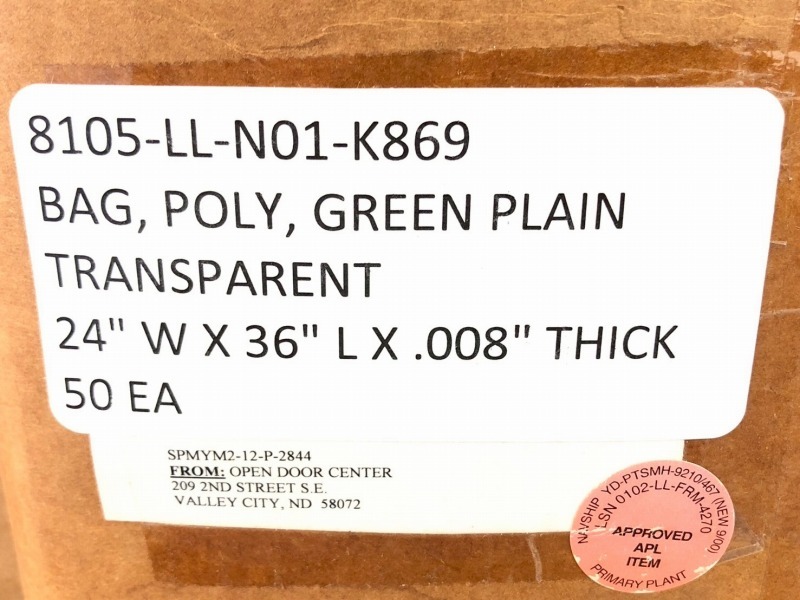 8105-LL-N01-K869
BAG, POLY, GREEN PLAIN
TRANSPARENT
24" W X 36" L X .008" THICK
50 EA
SPMYM2-12-P-2844
FROM: OPEN DOOR CENTER
209 2ND STREET S.E.
VALLEY CITY, ND 58072
NAVSHIP YD-PTSMH-9210/467 (NEW 9/00)
LSN 0102-LL-FRM-4270
APPROVED
APL
ITEM
PRIMARY PLANT